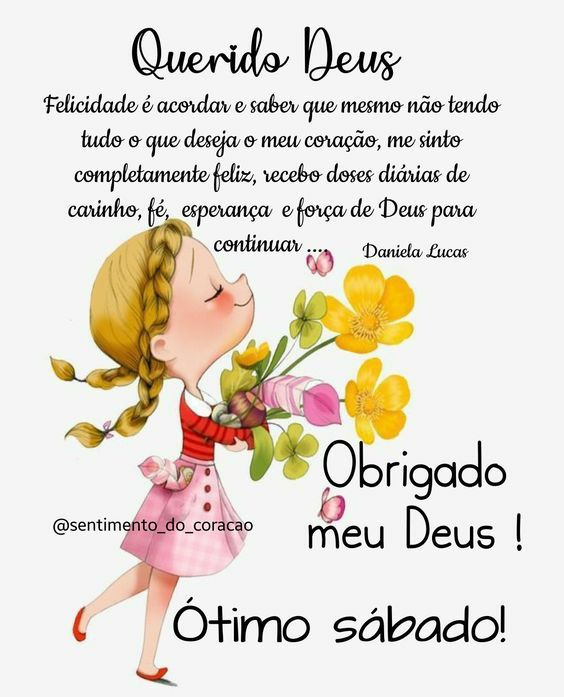 Querido Deus
Felicidade é acordar e saber que mesmo não tendo
tudo o que deseja o meu coração, me sinto
completamente feliz, recebo doses diárias de
carinho, fé, esperança e força de Deus para
continuar ....
Daniela Lucas
Obrigado
meu Deus !
@sentimento_do_coracao
Ótimo sábado!